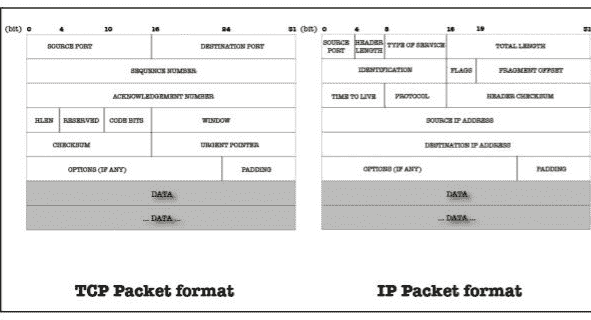 (bit) 0 4 10 16 24 31
SOURCE PORT DESTINATION PORT
SEQUENCE NUMBER
ACKNOWLEDGEMENT NUMBER
HLEN RESERVED CODE BITS WINDOW
CHECKSUM URGENT POINTER
OPTIONS (IF ANY) PADDING
DATA
... DATA ...
TCP Packet format
(bit) 0 4 8 16 19 31
SOURCE PORT HEADER LENGTH TYPE OF SERVICE TOTAL LENGTH
IDENTIFICATION FLAGS FRAGMENT OFFSET
TIME TO LIVE PROTOCOL HEADER CHECKSUM
SOURCE IP ADDRESS
DESTINATION IP ADDRESS
OPTIONS (IF ANY) PADDING
DATA
... DATA ...
IP Packet format